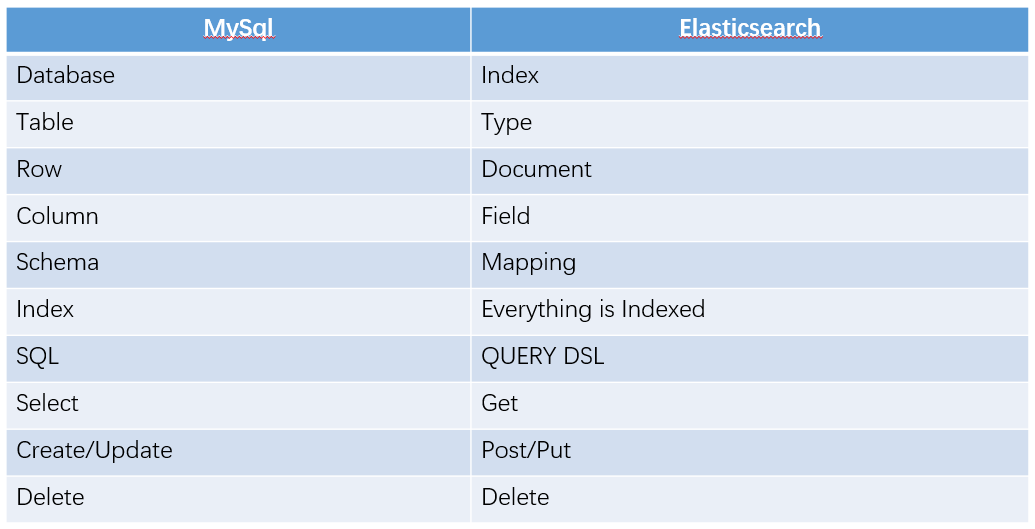 MySql Elasticsearch
Database Index
Table Type
Row Document
Column Field
Schema Mapping
Index Everything is Indexed
SQL QUERY DSL
Select Get
Create/Update Post/Put
Delete Delete